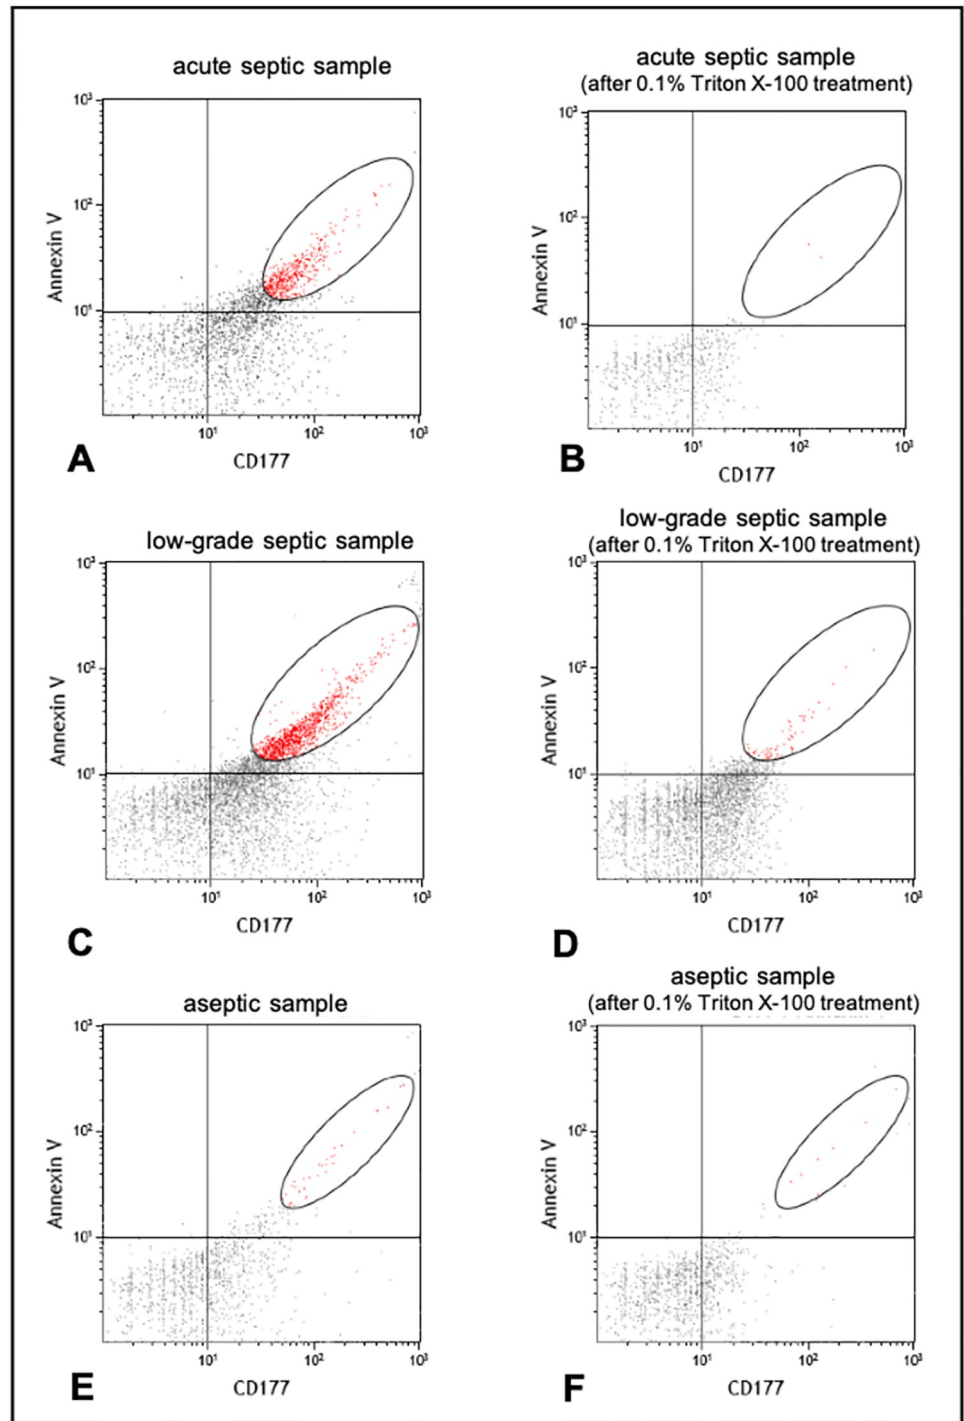 acute septic sample
10³
10²
10¹
Annexin V
10¹ 10² 10³
CD177
A
acute septic sample
(after 0.1% Triton X-100 treatment)
10³
10²
10¹
Annexin V
10¹ 10² 10³
CD177
B
low-grade septic sample
10³
10²
10¹
Annexin V
10¹ 10² 10³
CD177
C
low-grade septic sample
(after 0.1% Triton X-100 treatment)
10³
10²
10¹
Annexin V
10¹ 10² 10³
CD177
D
aseptic sample
10³
10²
10¹
Annexin V
10¹ 10² 10³
CD177
E
aseptic sample
(after 0.1% Triton X-100 treatment)
10³
10²
10¹
Annexin V
10¹ 10² 10³
CD177
F